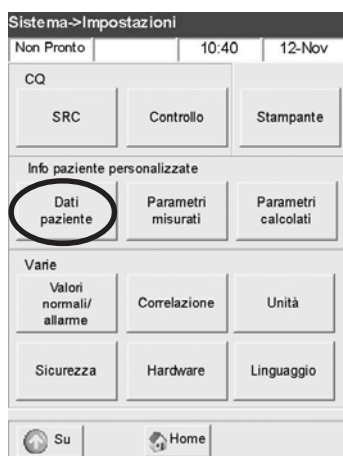 Sistema->Impostazioni
Non Pronto 10:40 12-Nov
CQ
SRC Controllo Stampante
Info paziente personalizzate
Dati paziente
Parametri misurati
Parametri calcolati
Varie
Valori normali/ allarme
Correlazione
Unità
Sicurezza Hardware Linguaggio
Su Home